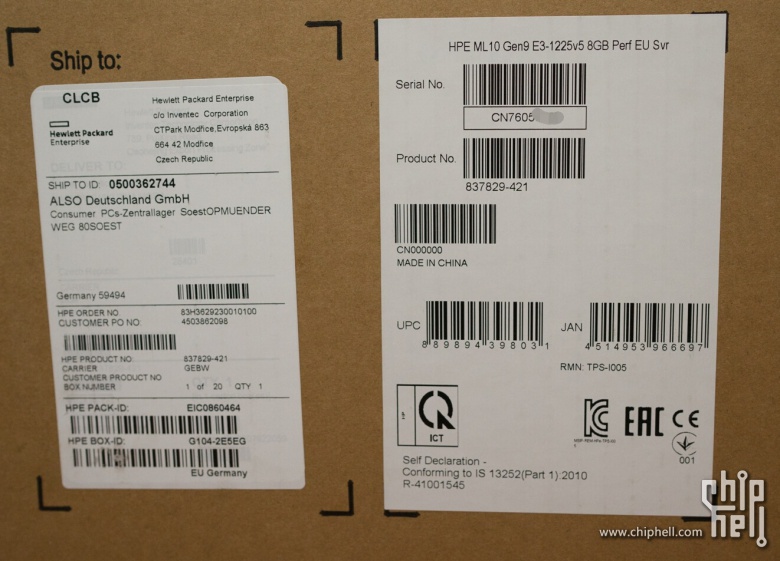 Ship to:
CLCB
Hewlett Packard Enterprise
c/o Inventec Corporation
CTPark Modřice,Evropská 863
664 42 Modřice
Czech Republic
Hewlett Packard
Enterprise
DELIVER TO:
SHIP TO ID: 0500362744
ALSO Deutschland GmbH
Consumer PCs-Zentrallager SoestOPMUENDER
WEG 80SOEST
Germany 59494
HPE ORDER NO: 83H3629230010100
CUSTOMER PO NO: 4503862098
HPE PRODUCT NO: 837829-421
CARRIER GEBW
CUSTOMER PRODUCT NO
BOX NUMBER 1 of 20 QTY 1
HPE PACK-ID: EIC0860464
HPE BOX-ID: G104-2E5EG
EU Germany
HPE ML10 Gen9 E3-1225v5 8GB Perf EU Svr
Serial No.
CN7605
Product No.
837829-421
CN000000
MADE IN CHINA
UPC 8 89894 39803 1
JAN 4 514953 966697
RMN: TPS-I005
ICT
EAC CE
001
Self Declaration -
Conforming to IS 13252(Part 1):2010
R-41001545
www.chiphell.com
chip
hell